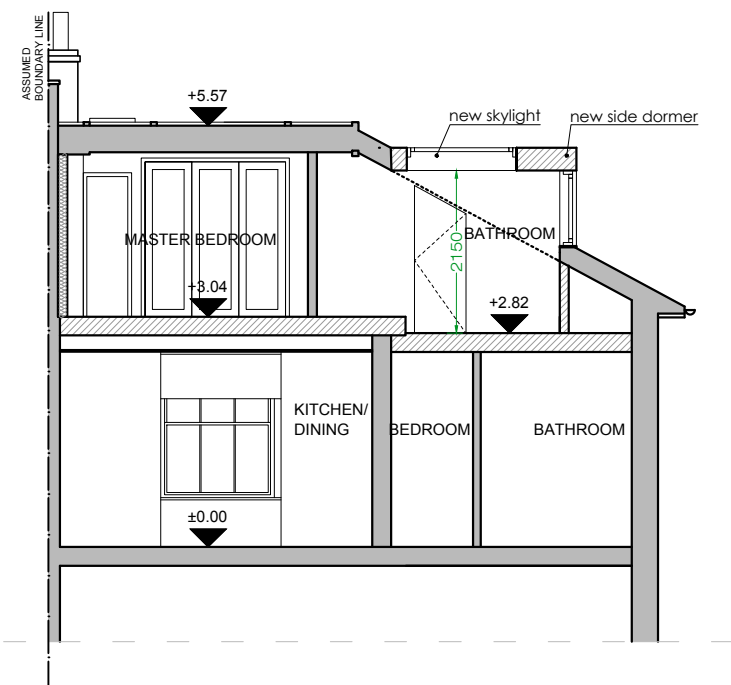 ASSUMED
BOUNDARY LINE
+5.57
new skylight
new side dormer
MASTER BEDROOM
BATHROOM
2150
+3.04
+2.82
KITCHEN/
DINING
BEDROOM
BATHROOM
±0.00